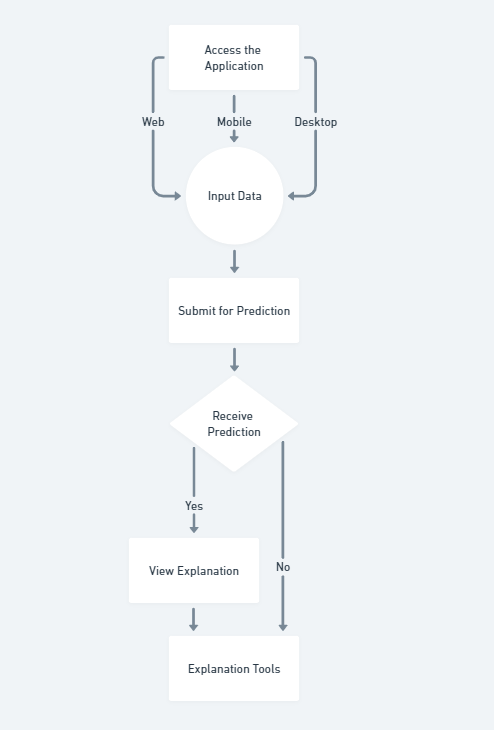 Access the
Application
Web
Mobile
Desktop
Input Data
Submit for Prediction
Receive
Prediction
Yes
View Explanation
No
Explanation Tools